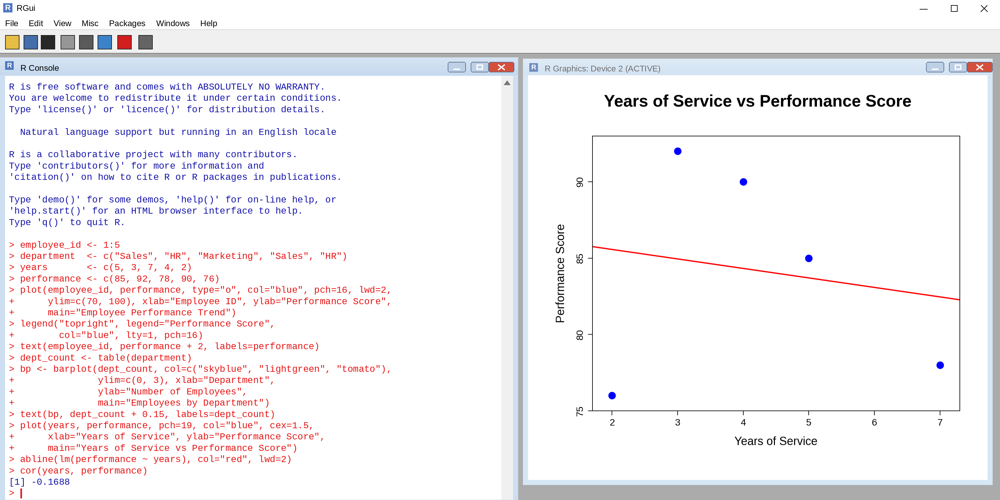 R RGui
File Edit View Misc Packages Windows Help
R R Console
R is free software and comes with ABSOLUTELY NO WARRANTY.
You are welcome to redistribute it under certain conditions.
Type 'license()' or 'licence()' for distribution details.
  Natural language support but running in an English locale
R is a collaborative project with many contributors.
Type 'contributors()' for more information and
'citation()' on how to cite R or R packages in publications.
Type 'demo()' for some demos, 'help()' for on-line help, or
'help.start()' for an HTML browser interface to help.
Type 'q()' to quit R.
> employee_id <- 1:5
> department  <- c("Sales", "HR", "Marketing", "Sales", "HR")
> years       <- c(5, 3, 7, 4, 2)
> performance <- c(85, 92, 78, 90, 76)
> plot(employee_id, performance, type="o", col="blue", pch=16, lwd=2,
+      ylim=c(70, 100), xlab="Employee ID", ylab="Performance Score",
+      main="Employee Performance Trend")
> legend("topright", legend="Performance Score",
+        col="blue", lty=1, pch=16)
> text(employee_id, performance + 2, labels=performance)
> dept_count <- table(department)
> bp <- barplot(dept_count, col=c("skyblue", "lightgreen", "tomato"),
+               ylim=c(0, 3), xlab="Department",
+               ylab="Number of Employees",
+               main="Employees by Department")
> text(bp, dept_count + 0.15, labels=dept_count)
> plot(years, performance, pch=19, col="blue", cex=1.5,
+      xlab="Years of Service", ylab="Performance Score",
+      main="Years of Service vs Performance Score")
> abline(lm(performance ~ years), col="red", lwd=2)
> cor(years, performance)
[1] -0.1688
>
R R Graphics: Device 2 (ACTIVE)
Years of Service vs Performance Score
Performance Score
90
85
80
75
2 3 4 5 6 7
Years of Service